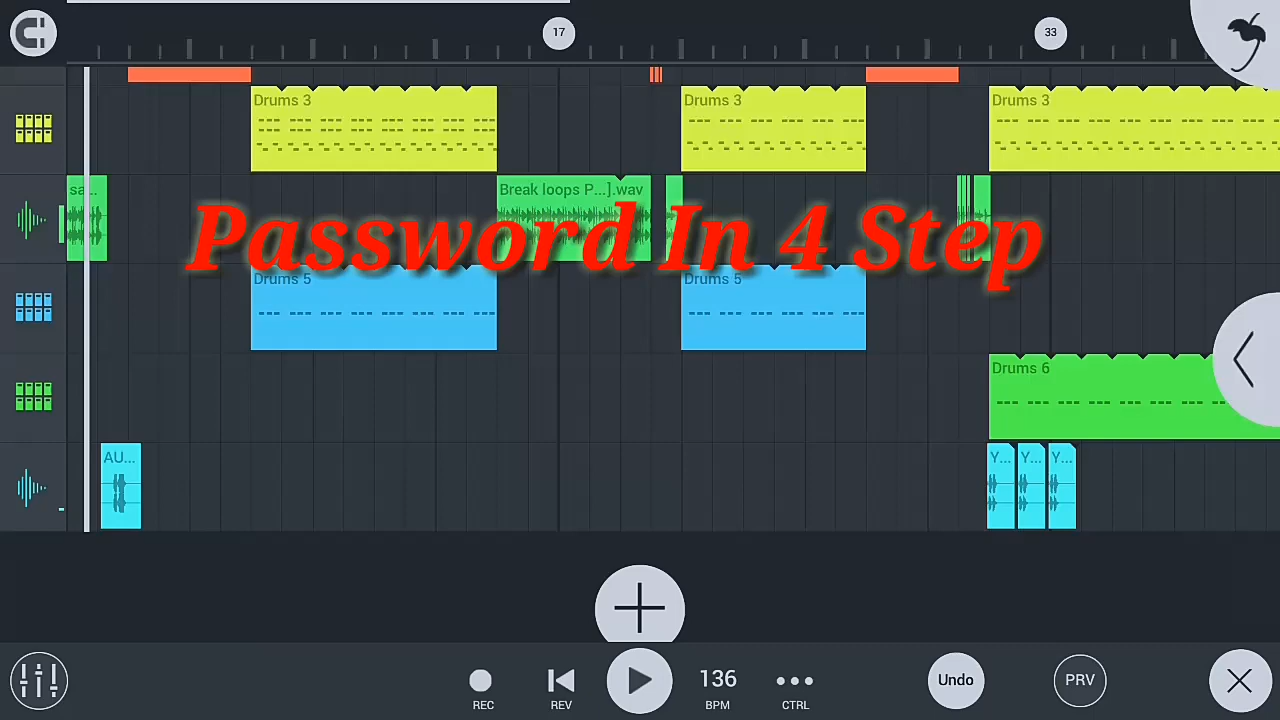 17
33
Drums 3
Drums 3
Drums 3
sa...
Break loops P...].wav
Password In 4 Step
Drums 5
Drums 5
Drums 6
AU...
Y...
Y...
Y...
REC
REV
136
BPM
CTRL
Undo
PRV